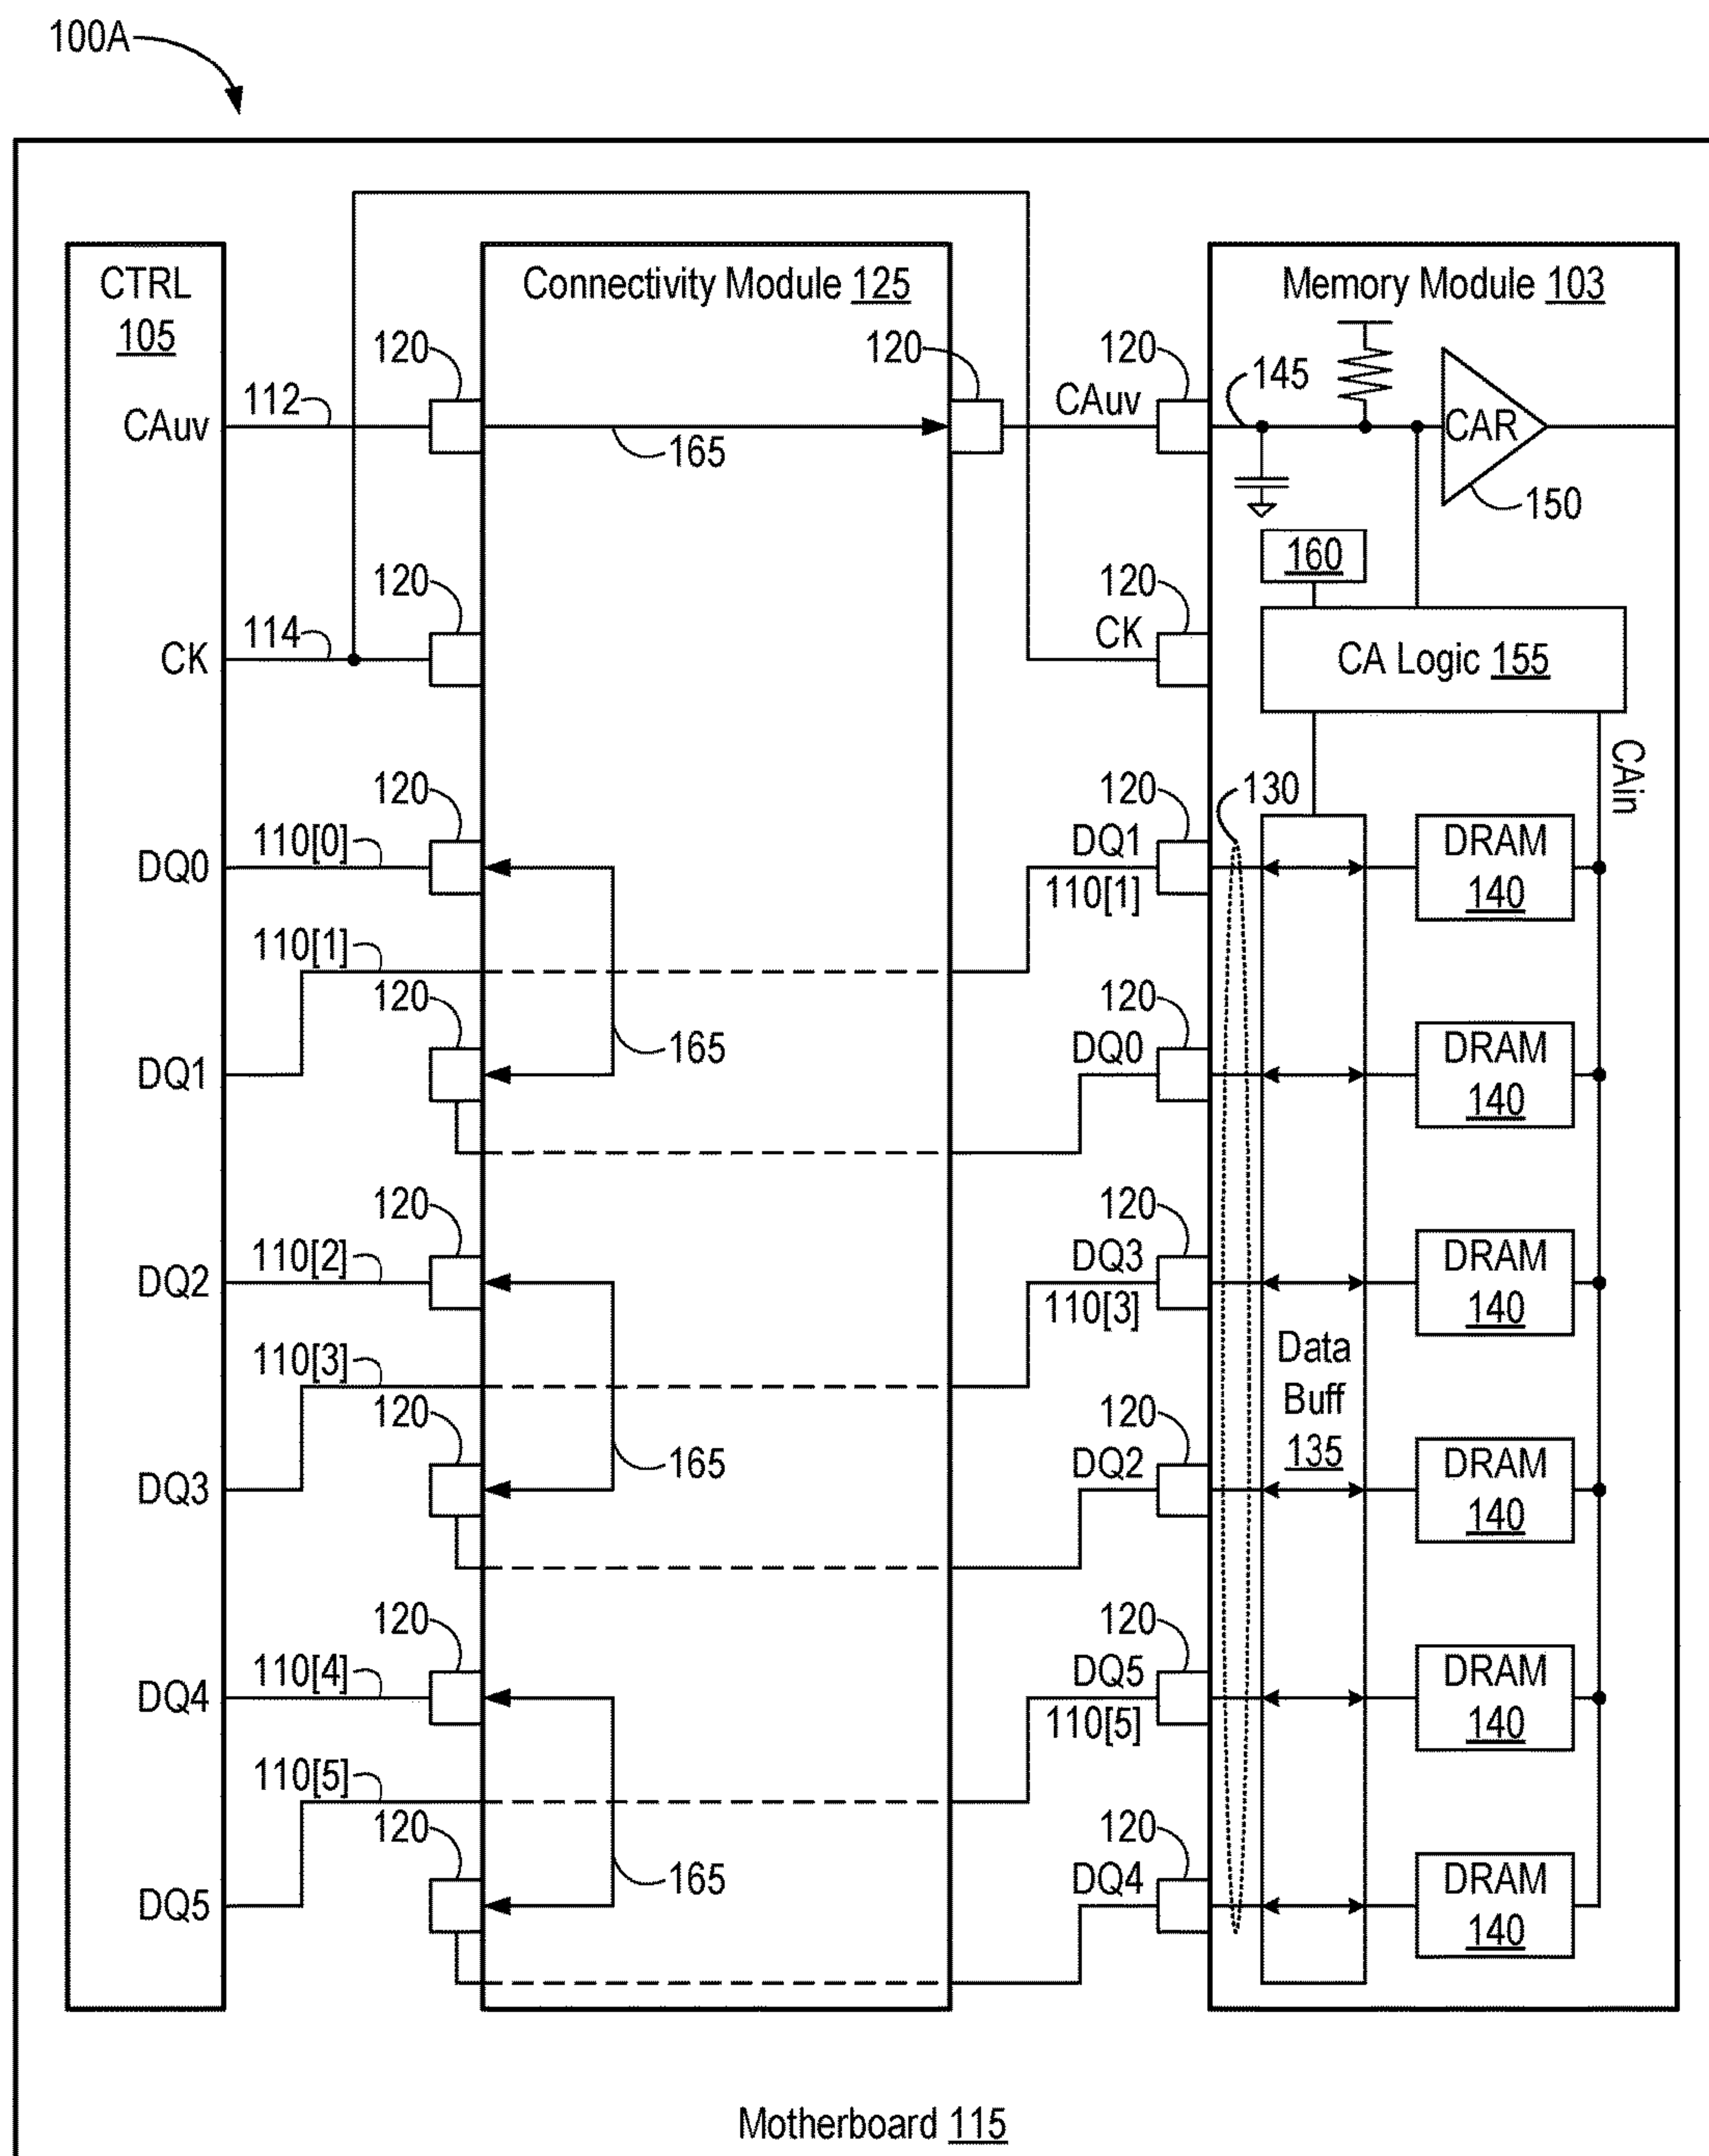 100A
CTRL
105
Connectivity Module 125
Memory Module 103
120
120
120
CAuv
112
CAuv
145
CAR
165
150
160
120
120
CK
114
CK
CA Logic 155
CAin
120
120
130
DQ0
110[0]
DQ1
110[1]
DRAM
140
110[1]
120
120
DQ1
165
DQ0
DRAM
140
120
120
DQ2
110[2]
DQ3
110[3]
DRAM
140
110[3]
Data
Buff
135
120
120
DQ3
165
DQ2
DRAM
140
120
120
DQ4
110[4]
DQ5
110[5]
DRAM
140
110[5]
120
120
DQ5
165
DQ4
DRAM
140
Motherboard 115